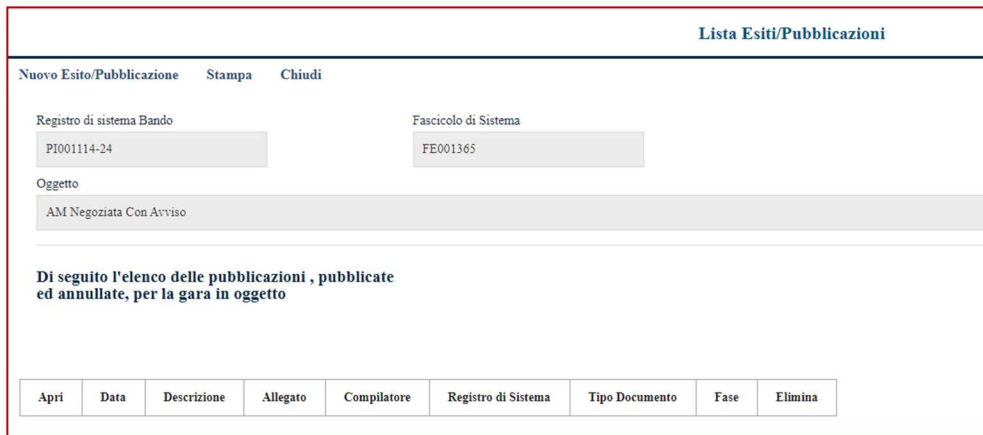 Lista Esiti/Pubblicazioni
Nuovo Esito/Pubblicazione Stampa Chiudi
Registro di sistema Bando Fascicolo di Sistema
PI001114-24 FE001365
Oggetto
AM Negoziata Con Avviso
Di seguito l'elenco delle pubblicazioni , pubblicate
ed annullate, per la gara in oggetto
Apri Data Descrizione Allegato Compilatore Registro di Sistema Tipo Documento Fase Elimina